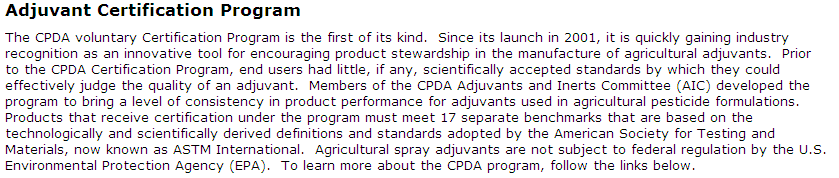 Adjuvant Certification Program
The CPDA voluntary Certification Program is the first of its kind.  Since its launch in 2001, it is quickly gaining industry
recognition as an innovative tool for encouraging product stewardship in the manufacture of agricultural adjuvants.  Prior
to the CPDA Certification Program, end users had little, if any, scientifically accepted standards by which they could
effectively judge the quality of an adjuvant.  Members of the CPDA Adjuvants and Inerts Committee (AIC) developed the
program to bring a level of consistency in product performance for adjuvants used in agricultural pesticide formulations.
Products that receive certification under the program must meet 17 separate benchmarks that are based on the
technologically and scientifically derived definitions and standards adopted by the American Society for Testing and
Materials, now known as ASTM International.  Agricultural spray adjuvants are not subject to federal regulation by the U.S.
Environmental Protection Agency (EPA).  To learn more about the CPDA program, follow the links below.